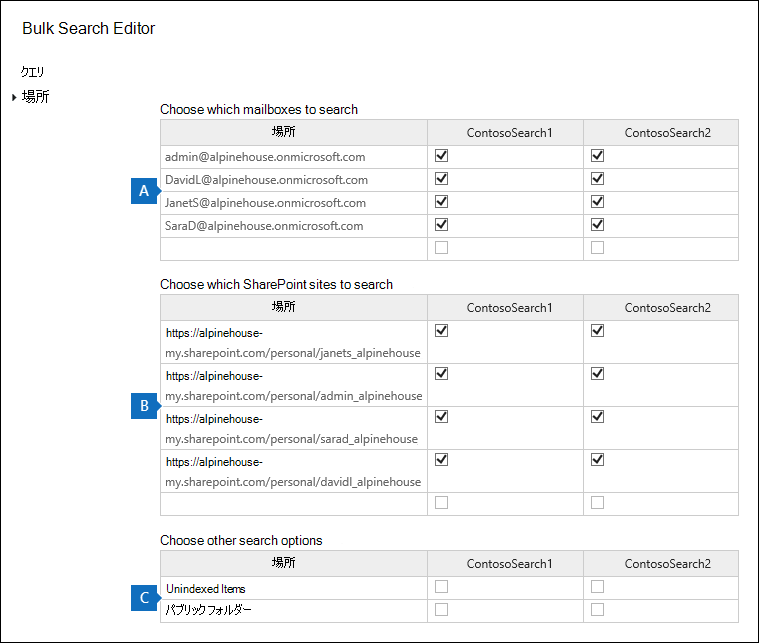 Bulk Search Editor
クエリ
場所
Choose which mailboxes to search
場所 ContosoSearch1 ContosoSearch2
admin@alpinehouse.onmicrosoft.com
DavidL@alpinehouse.onmicrosoft.com
A
JanetS@alpinehouse.onmicrosoft.com
SaraD@alpinehouse.onmicrosoft.com
Choose which SharePoint sites to search
場所 ContosoSearch1 ContosoSearch2
https://alpinehouse-
my.sharepoint.com/personal/janets_alpinehouse
https://alpinehouse-
my.sharepoint.com/personal/admin_alpinehouse
B
https://alpinehouse-
my.sharepoint.com/personal/sarad_alpinehouse
https://alpinehouse-
my.sharepoint.com/personal/davidl_alpinehouse
Choose other search options
場所 ContosoSearch1 ContosoSearch2
Unindexed Items
C
パブリックフォルダー